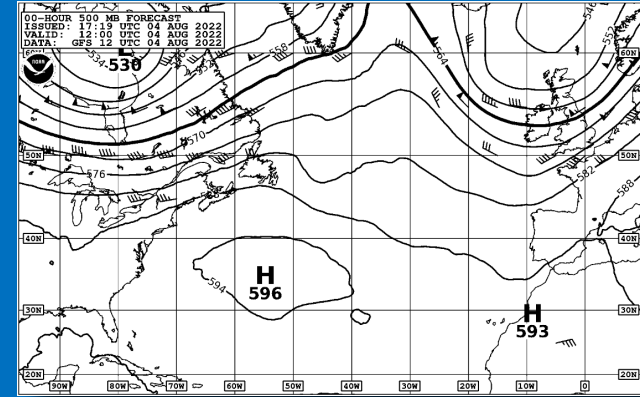 00-HOUR 500 MB FORECAST
ISSUED: 17:19 UTC 04 AUG 2022
VALID: 12:00 UTC 04 AUG 2022
DATA: GFS 12 UTC 04 AUG 2022
NOAA
534
530
558
564
546
552
60N
60N
570
50N
50N
576
582
588
40N
40N
594
H
596
H
593
30N
30N
20N
20N
90W 80W 70W 60W 50W 40W 30W 20W 10W 0